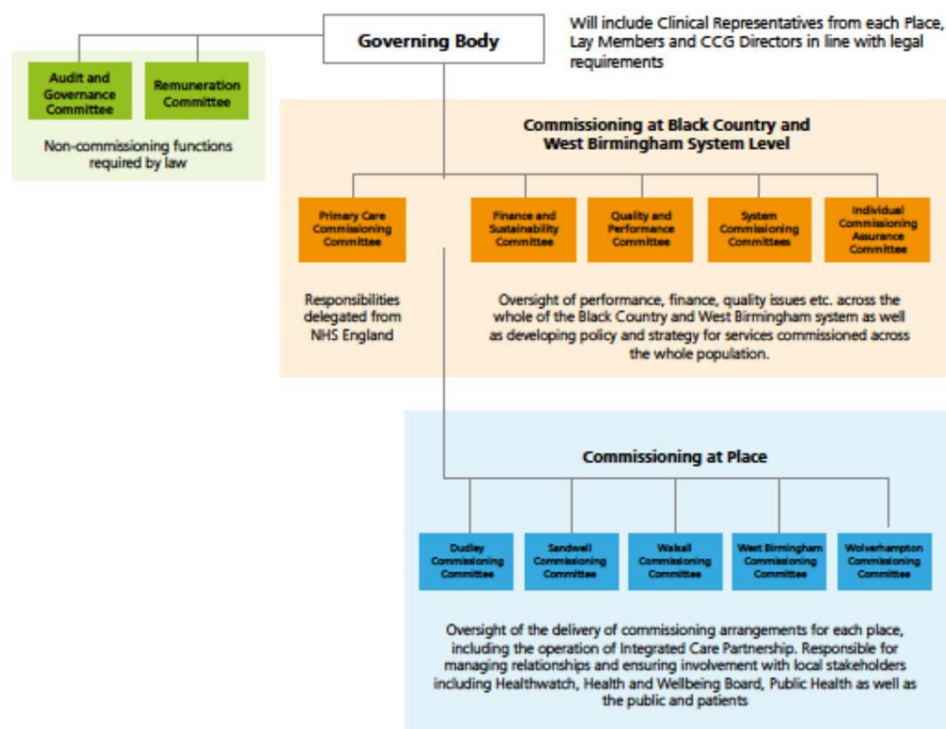 Governing Body
Will include Clinical Representatives from each Place,
Lay Members and CCG Directors in line with legal
requirements
Audit and
Governance
Committee
Remuneration
Committee
Non-commissioning functions
required by law
Commissioning at Black Country and
West Birmingham System Level
Primary Care
Commissioning
Committee
Finance and
Sustainability
Committee
Quality and
Performance
Committee
System
Commissioning
Committees
Individual
Commissioning
Assurance
Committee
Responsibilities
delegated from
NHS England
Oversight of performance, finance, quality issues etc. across the
whole of the Black Country and West Birmingham system as well
as developing policy and strategy for services commissioned across
the whole population.
Commissioning at Place
Dudley
Commissioning
Committee
Sandwell
Commissioning
Committee
Walsall
Commissioning
Committee
West Birmingham
Commissioning
Committee
Wolverhampton
Commissioning
Committee
Oversight of the delivery of commissioning arrangements for each place,
including the operation of Integrated Care Partnership. Responsible for
managing relationships and ensuring involvement with local stakeholders
including Healthwatch, Health and Wellbeing Board, Public Health as well as
the public and patients